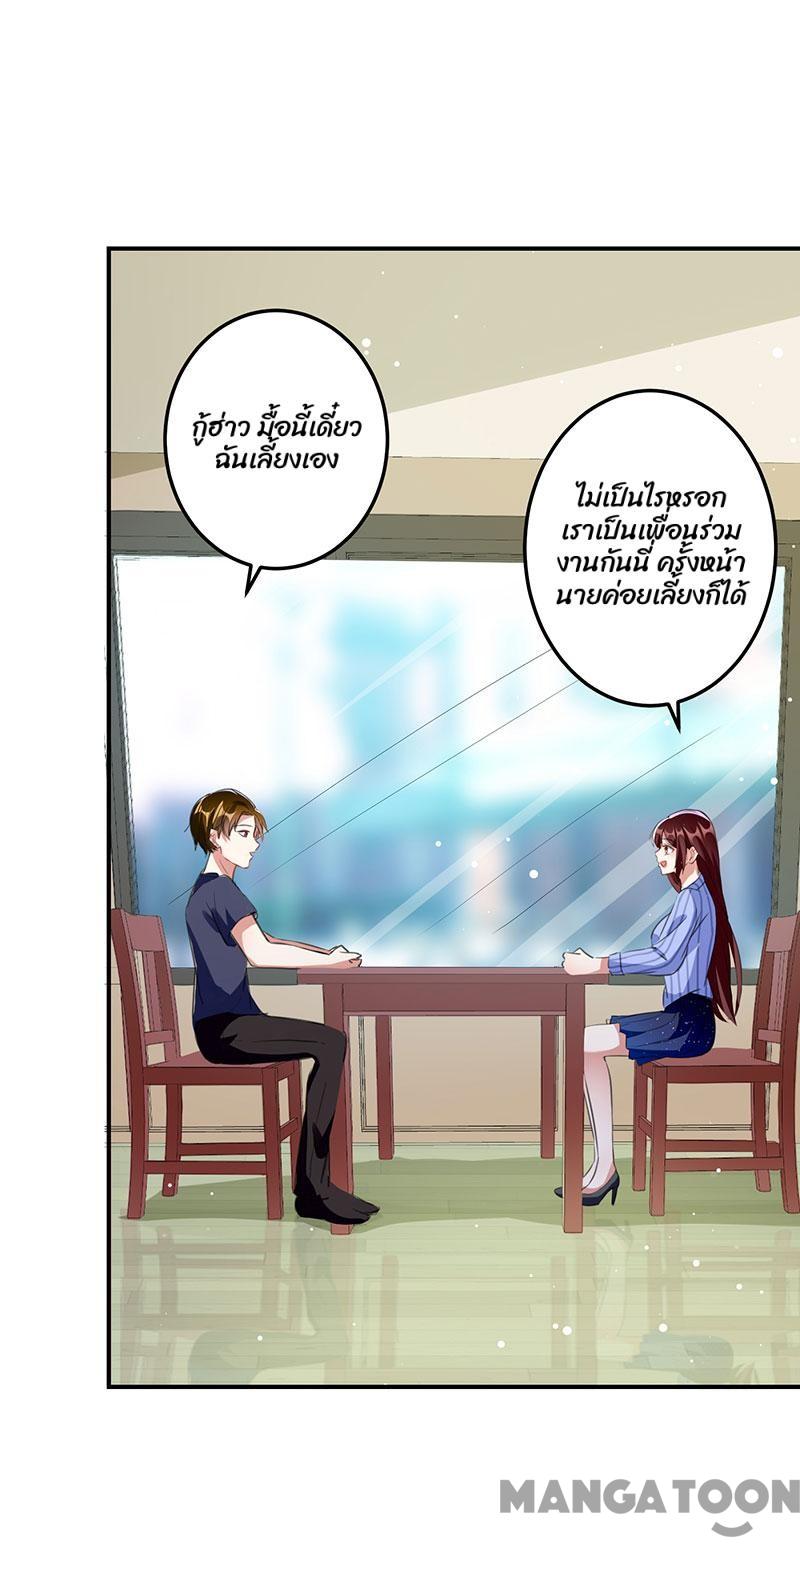 กู้ฮ่าว มื้อนี้เดี๋ยว
ฉันเลี้ยงเอง
ไม่เป็นไรหรอก
เราเป็นเพื่อนร่วม
งานกันนี่ ครั้งหน้า
นายค่อยเลี้ยงก็ได้
MANGATOON